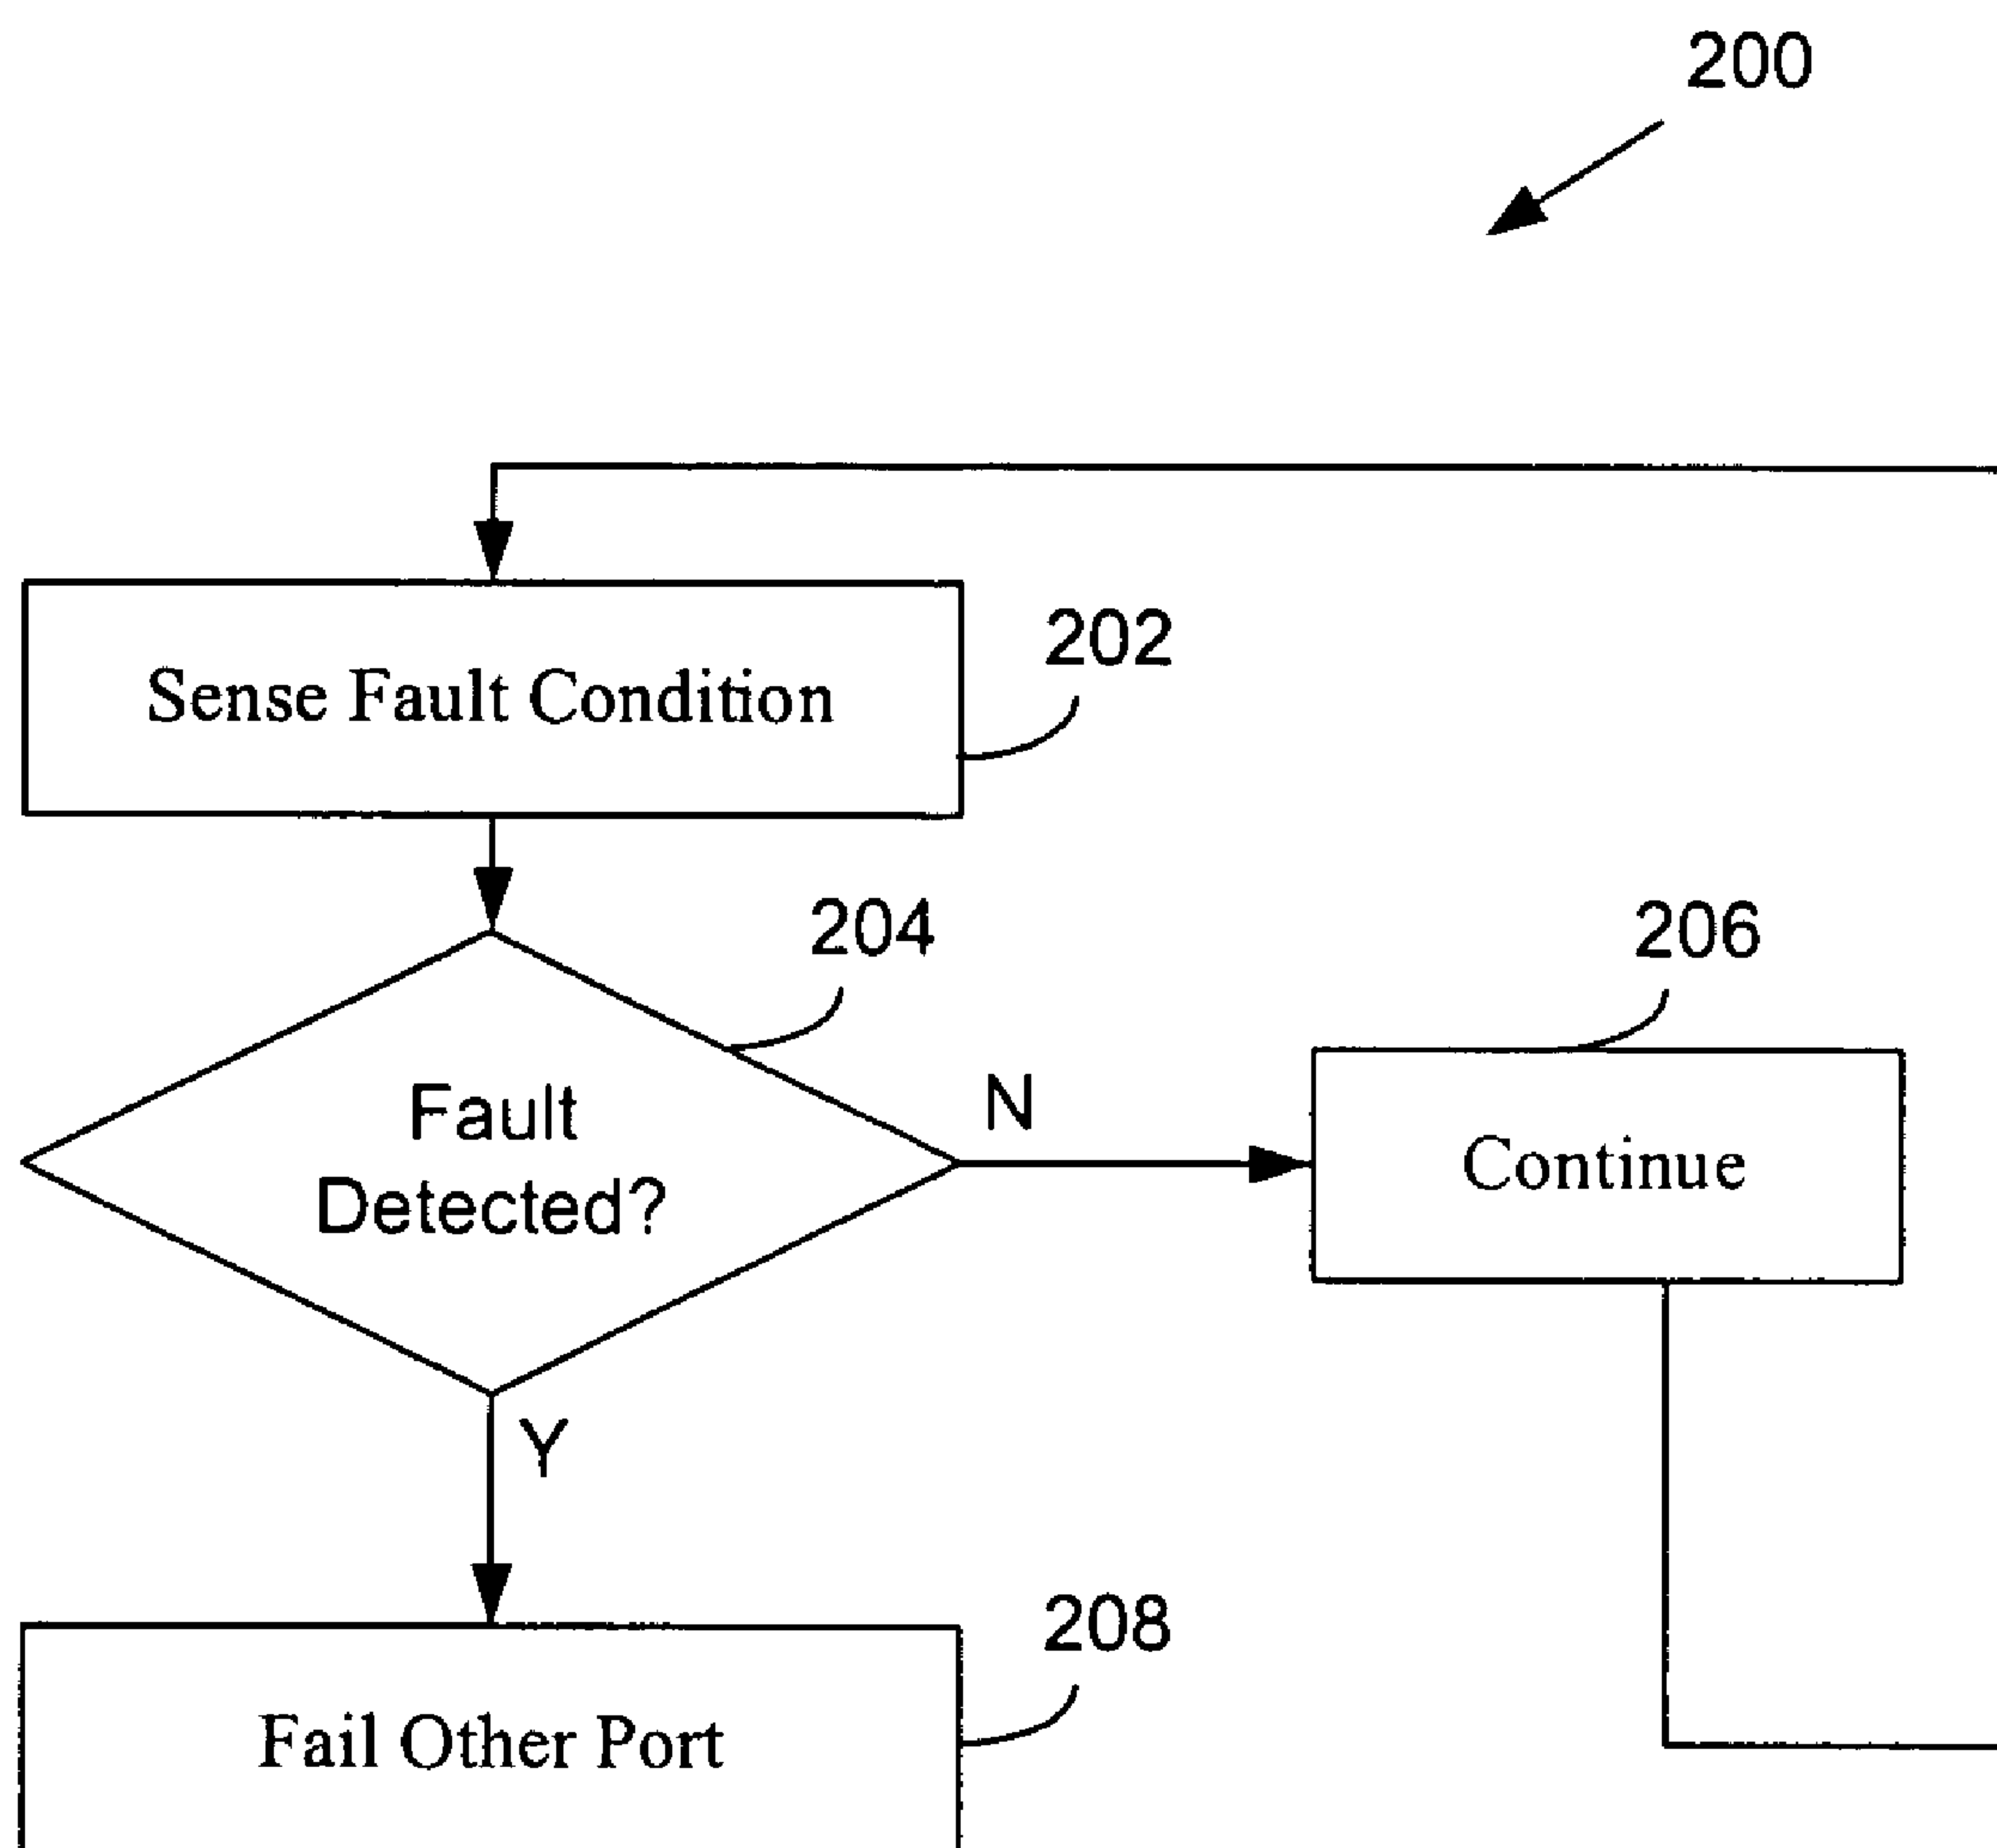 200
Sense Fault Condition
202
204
206
Fault
Detected?
N
Continue
Y
208
Fail Other Port